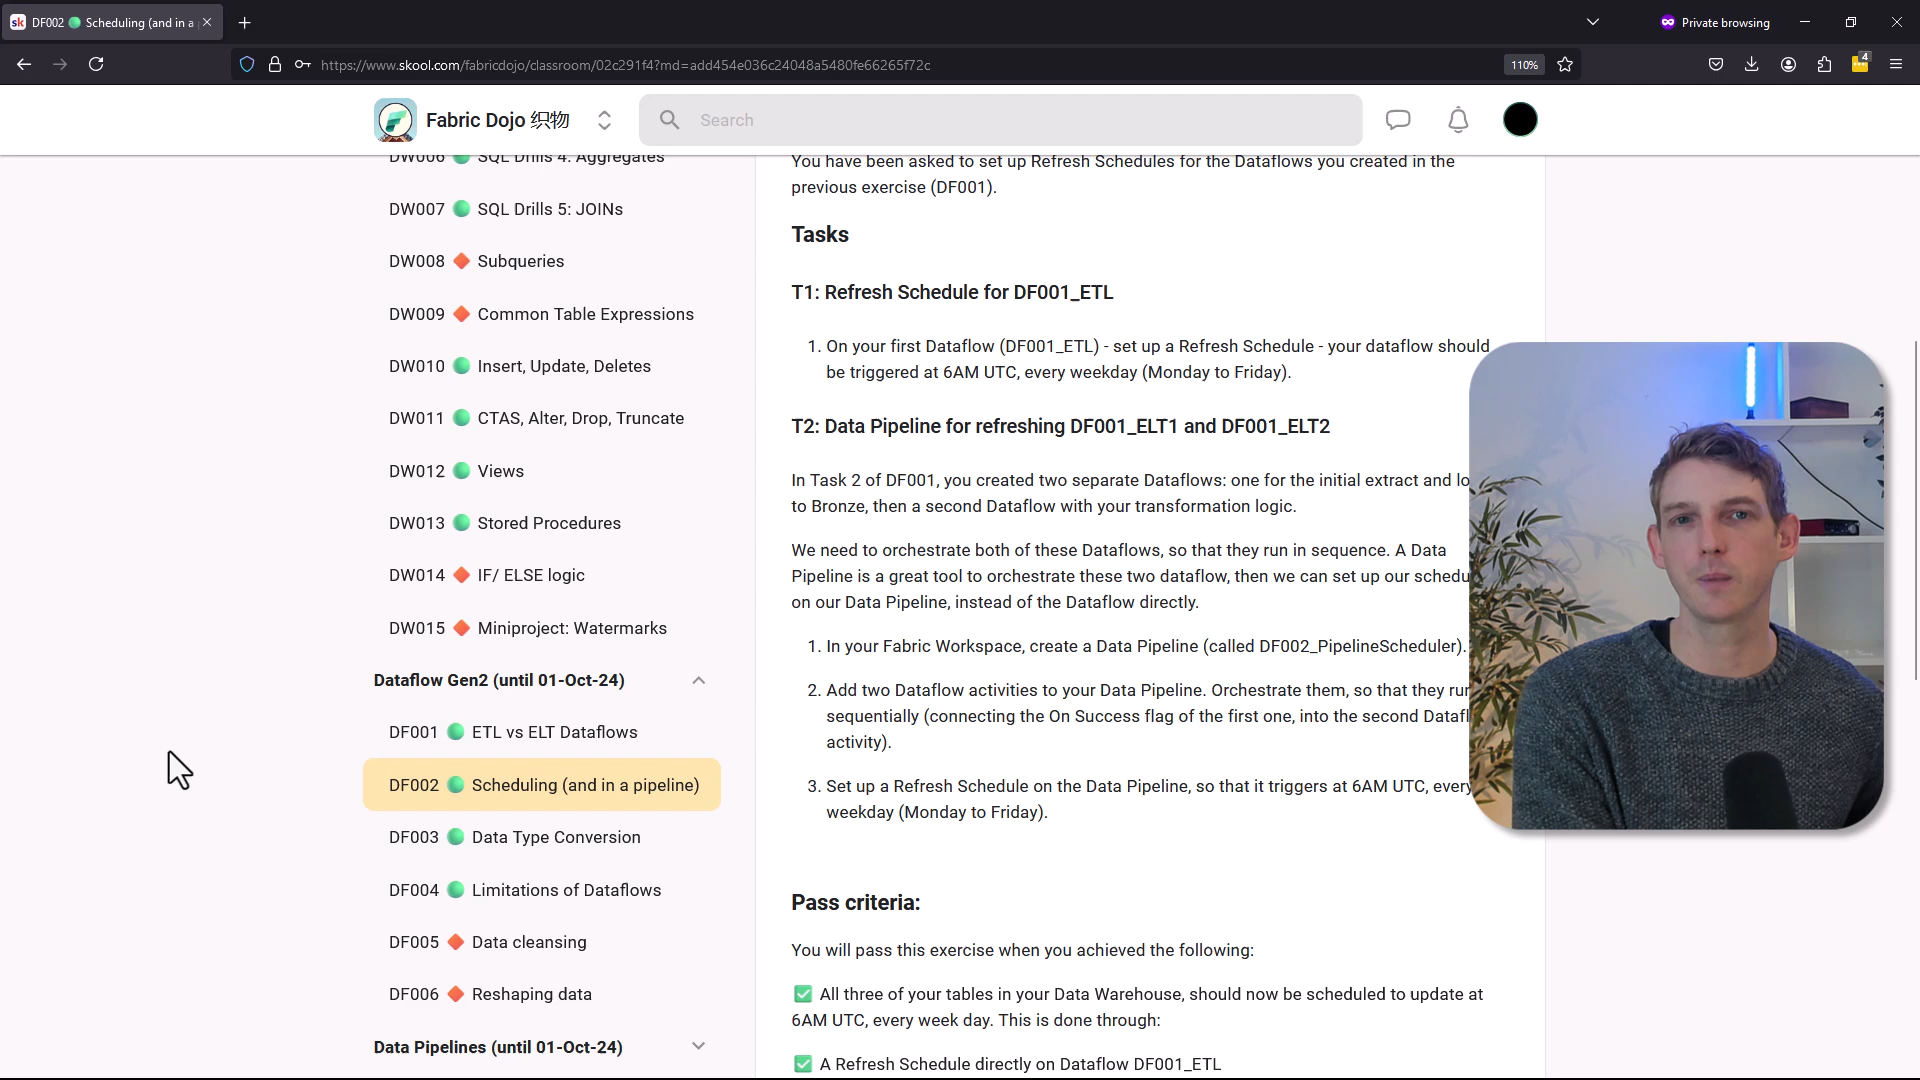 DF002 Scheduling (and in a
Private browsing
https://www.skool.com/fabricdojo/classroom/02c291f4?md=add454e036c24048a5480fe66265f72c
110%
4
Fabric Dojo 织物
Search
DW006 SQL Drills 4: Aggregates
DW007 SQL Drills 5: JOINs
DW008 Subqueries
DW009 Common Table Expressions
DW010 Insert, Update, Deletes
DW011 CTAS, Alter, Drop, Truncate
DW012 Views
DW013 Stored Procedures
DW014 IF/ ELSE logic
DW015 Miniproject: Watermarks
Dataflow Gen2 (until 01-Oct-24)
DF001 ETL vs ELT Dataflows
DF002 Scheduling (and in a pipeline)
DF003 Data Type Conversion
DF004 Limitations of Dataflows
DF005 Data cleansing
DF006 Reshaping data
Data Pipelines (until 01-Oct-24)
You have been asked to set up Refresh Schedules for the Dataflows you created in the
previous exercise (DF001).
Tasks
T1: Refresh Schedule for DF001_ETL
1. On your first Dataflow (DF001_ETL) - set up a Refresh Schedule - your dataflow should
be triggered at 6AM UTC, every weekday (Monday to Friday).
T2: Data Pipeline for refreshing DF001_ELT1 and DF001_ELT2
In Task 2 of DF001, you created two separate Dataflows: one for the initial extract and lo
to Bronze, then a second Dataflow with your transformation logic.
We need to orchestrate both of these Dataflows, so that they run in sequence. A Data
Pipeline is a great tool to orchestrate these two dataflow, then we can set up our schedu
on our Data Pipeline, instead of the Dataflow directly.
1. In your Fabric Workspace, create a Data Pipeline (called DF002_PipelineScheduler).
2. Add two Dataflow activities to your Data Pipeline. Orchestrate them, so that they run
sequentially (connecting the On Success flag of the first one, into the second Datafl
activity).
3. Set up a Refresh Schedule on the Data Pipeline, so that it triggers at 6AM UTC, every
weekday (Monday to Friday).
Pass criteria:
You will pass this exercise when you achieved the following:
All three of your tables in your Data Warehouse, should now be scheduled to update at
6AM UTC, every week day. This is done through:
A Refresh Schedule directly on Dataflow DF001_ETL